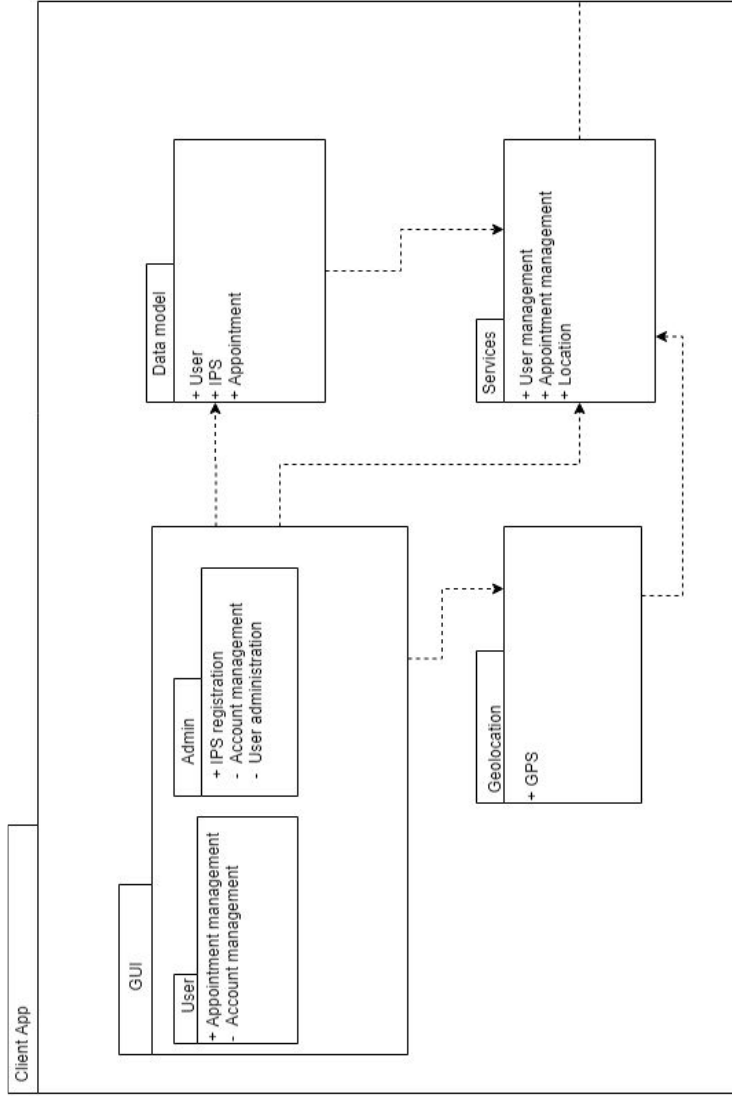 Client App
GUI
User
+ Appointment management
- Account management
Admin
+ IPS registration
- Account management
- User administration
Data model
+ User
+ IPS
+ Appointment
Geolocation
+ GPS
Services
+ User management
+ Appointment management
+ Location